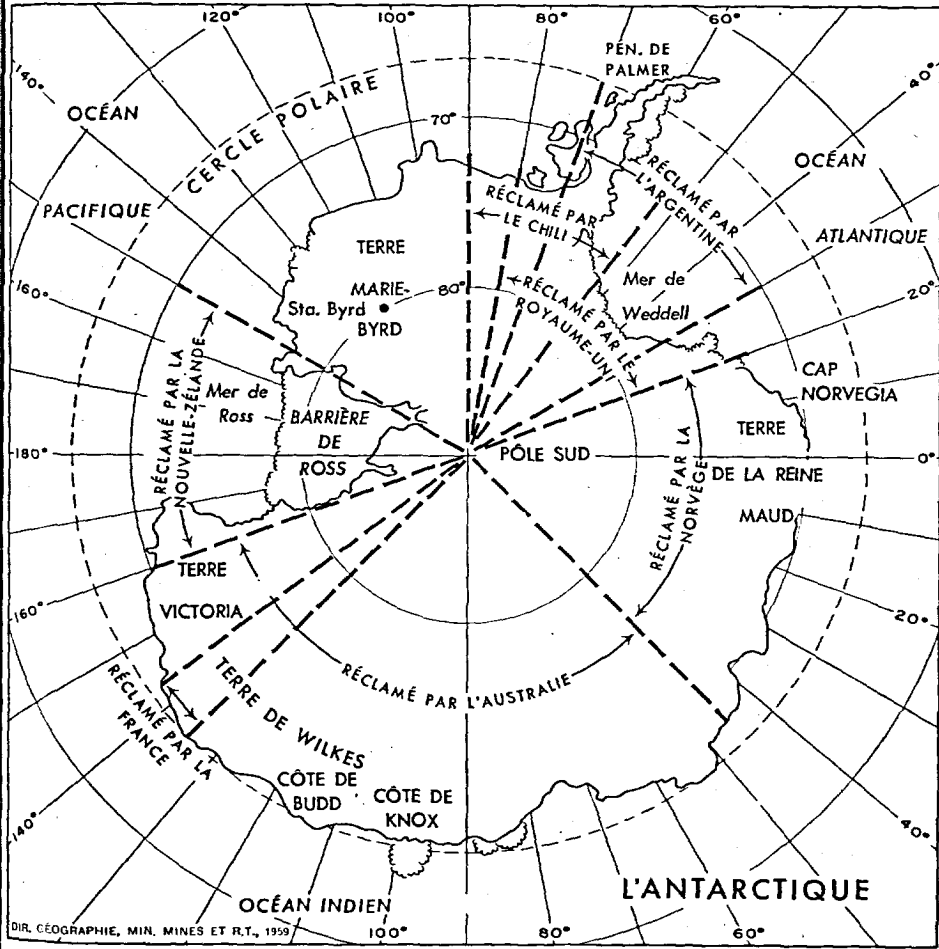 120°
100°
80°
60°
140°
40°
PÉN. DE
PALMER
OCÉAN
CERCLE POLAIRE
70°
OCÉAN
PACIFIQUE
RÉCLAMÉ PAR
L'ARGENTINE
RÉCLAMÉ PAR
LE CHILI
ATLANTIQUE
TERRE
MARIE-
BYRD
Sta. Byrd
80°
RÉCLAMÉ PAR LE
ROYAUME-UNI
Mer de
Weddell
160°
20°
RÉCLAMÉ PAR LA
NOUVELLE-ZÉLANDE
Mer de
Ross
BARRIÈRE
DE
ROSS
CAP
NORVEGIA
TERRE
DE LA REINE
MAUD
180°
PÔLE SUD
0°
RÉCLAMÉ PAR LA
NORVÈGE
TERRE
VICTORIA
160°
20°
RÉCLAMÉ PAR L'AUSTRALIE
TERRE DE WILKES
RÉCLAMÉ PAR LA
FRANCE
CÔTE DE
BUDD
CÔTE DE
KNOX
140°
40°
L'ANTARCTIQUE
OCÉAN INDIEN
DIR. GÉOGRAPHIE, MIN. MINES ET R.T., 1959
120°
100°
80°
60°